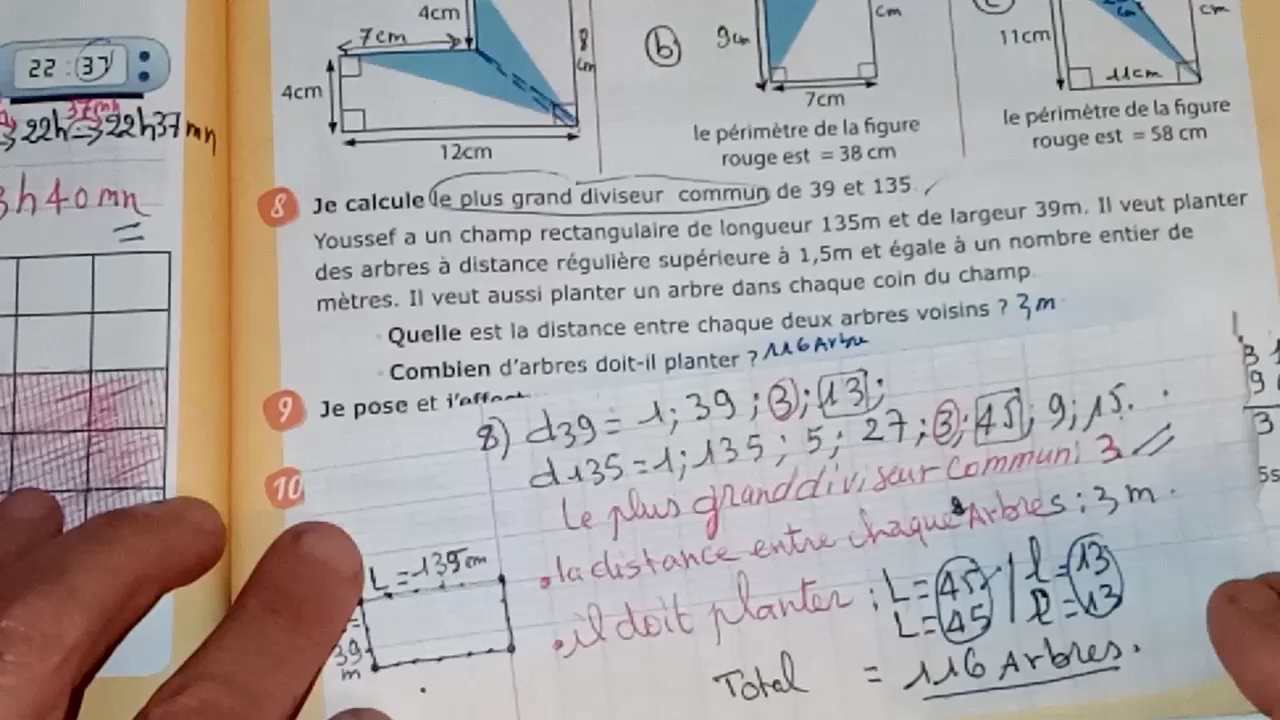 4cm
7cm
8 cm
4cm
12cm
b
9cm
cm
7cm
le périmètre de la figure
rouge est = 38 cm
c
11cm
cm
11cm
le périmètre de la figure
rouge est = 58 cm
22 : 37
37mn
22h → 22h37mn
3h40mn
8 Je calcule le plus grand diviseur commun de 39 et 135.
Youssef a un champ rectangulaire de longueur 135m et de largeur 39m. Il veut planter
des arbres à distance régulière supérieure à 1,5m et égale à un nombre entier de
mètres. Il veut aussi planter un arbre dans chaque coin du champ.
Quelle est la distance entre chaque deux arbres voisins ? 3m
Combien d'arbres doit-il planter ? 116 Arbre
9 Je pose et j'effect
8) d39 = 1; 39; 3; 13;
d135 = 1; 135; 5; 27; 3; 45; 9; 15.
Le plus grand diviseur commun: 3
10
.la distance entre chaque Arbres: 3 m.
L = 135m
39
m
.il doit planter: L = 45 / l = 13
L = 45 l = 13
Total = 116 Arbres.